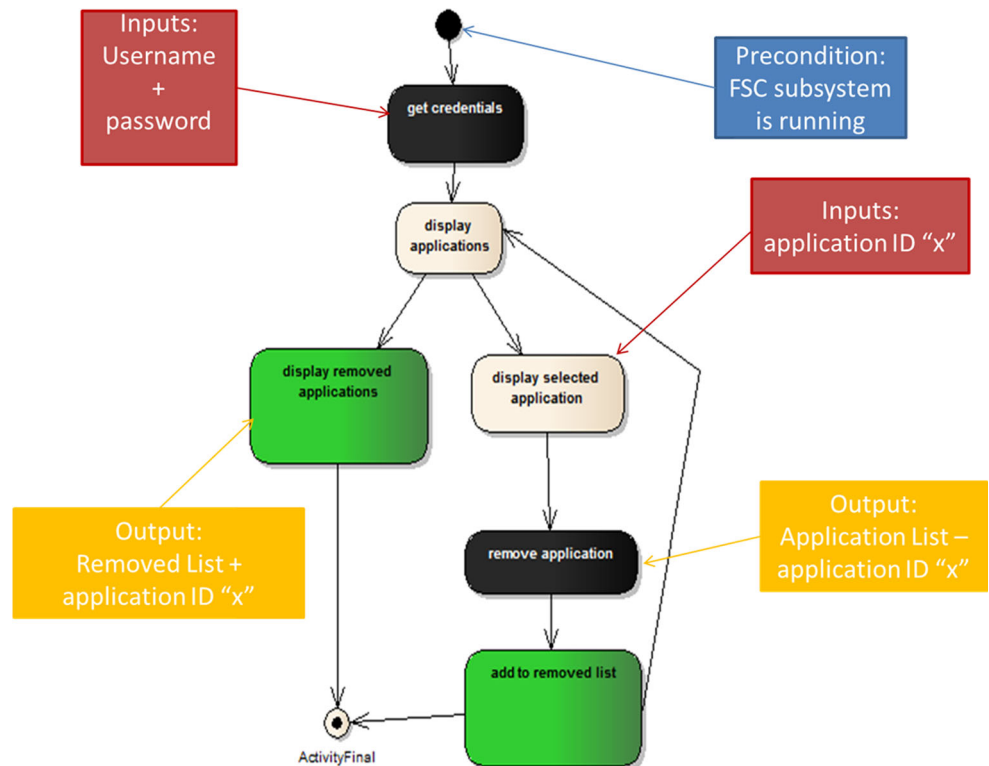 Inputs:
Username
+
password
Precondition:
FSC subsystem
is running
get credentials
display
applications
Inputs:
application ID “x”
display removed
applications
display selected
application
Output:
Removed List +
application ID “x”
remove application
Output:
Application List –
application ID “x”
add to removed list
ActivityFinal